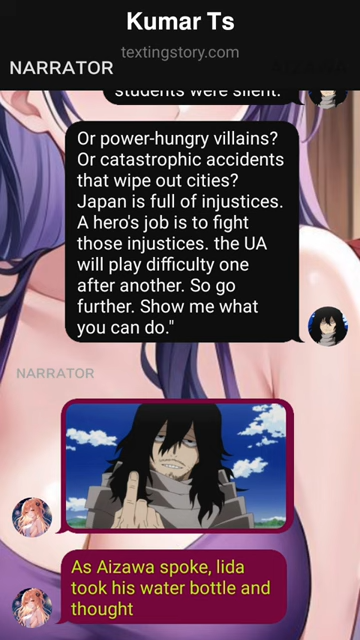 Kumar Ts
textingstory.com
NARRATOR
students were silent.
Or power-hungry villains?
Or catastrophic accidents
that wipe out cities?
Japan is full of injustices.
A hero's job is to fight
those injustices. the UA
will play difficulty one
after another. So go
further. Show me what
you can do."
NARRATOR
As Aizawa spoke, Iida
took his water bottle and
thought